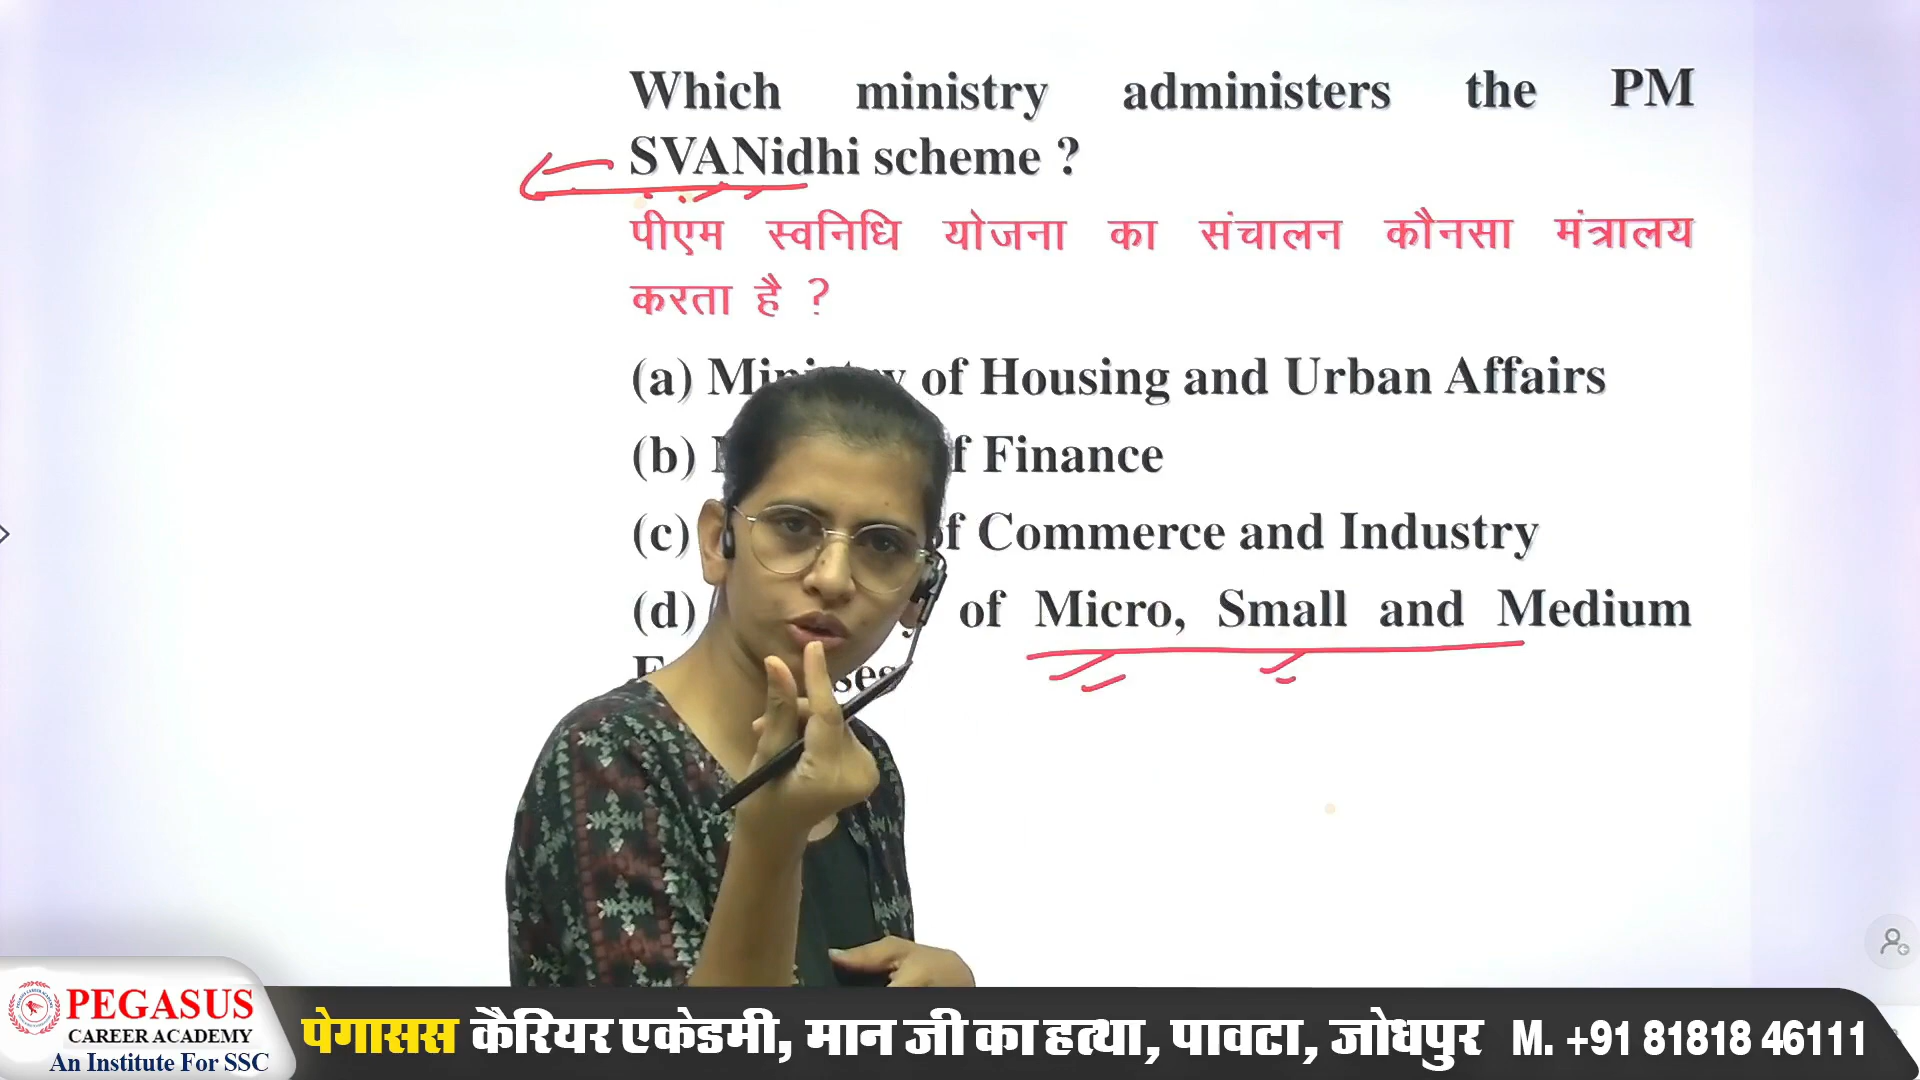 Which ministry administers the PM
SVANidhi scheme ?
पीएम स्वनिधि योजना का संचालन कौनसा मंत्रालय
करता है ?
(a) of Housing and Urban Affairs
(b) Finance
(c) of Commerce and Industry
(d) of Micro, Small and Medium
PEGASUS
CAREER ACADEMY
An Institute For SSC
पेगासस कैरियर एकेडमी, मान जी का हत्था, पावटा, जोधपुर M. +91 81818 46111